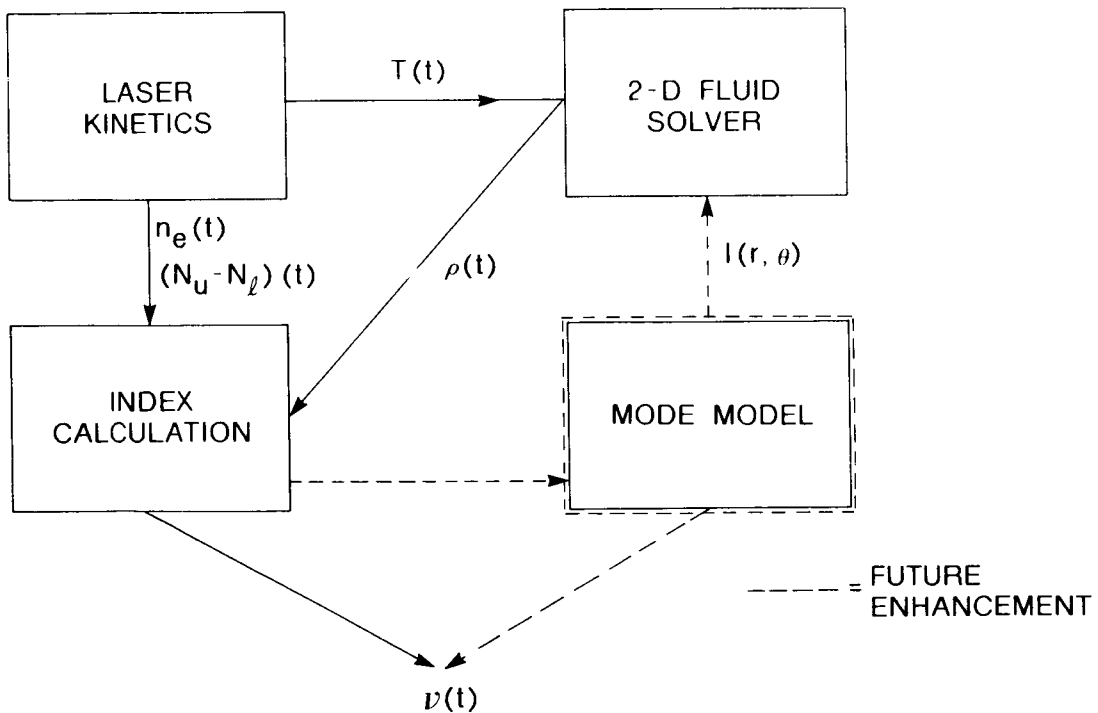 LASER
KINETICS
T(t)
2-D FLUID
SOLVER
n_e(t)
(N_u-N_ℓ)(t)
ρ(t)
I(r, θ)
INDEX
CALCULATION
MODE MODEL
= FUTURE
ENHANCEMENT
ν(t)